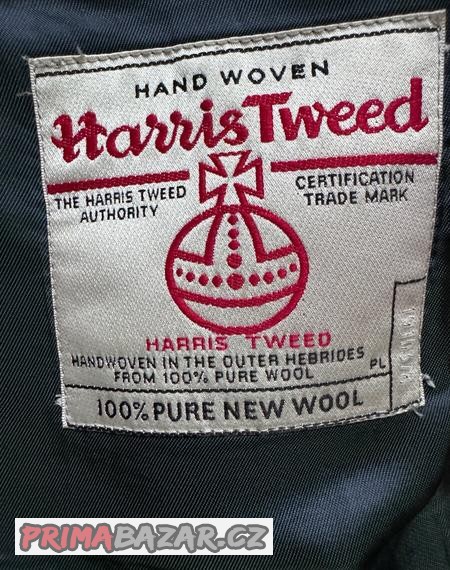 HAND WOVEN
Harris Tweed
THE HARRIS TWEED
AUTHORITY
CERTIFICATION
TRADE MARK
HARRIS TWEED
HANDWOVEN IN THE OUTER HEBRIDES
FROM 100% PURE WOOL
PL
100% PURE NEW WOOL
PRIMABAZAR.CZ